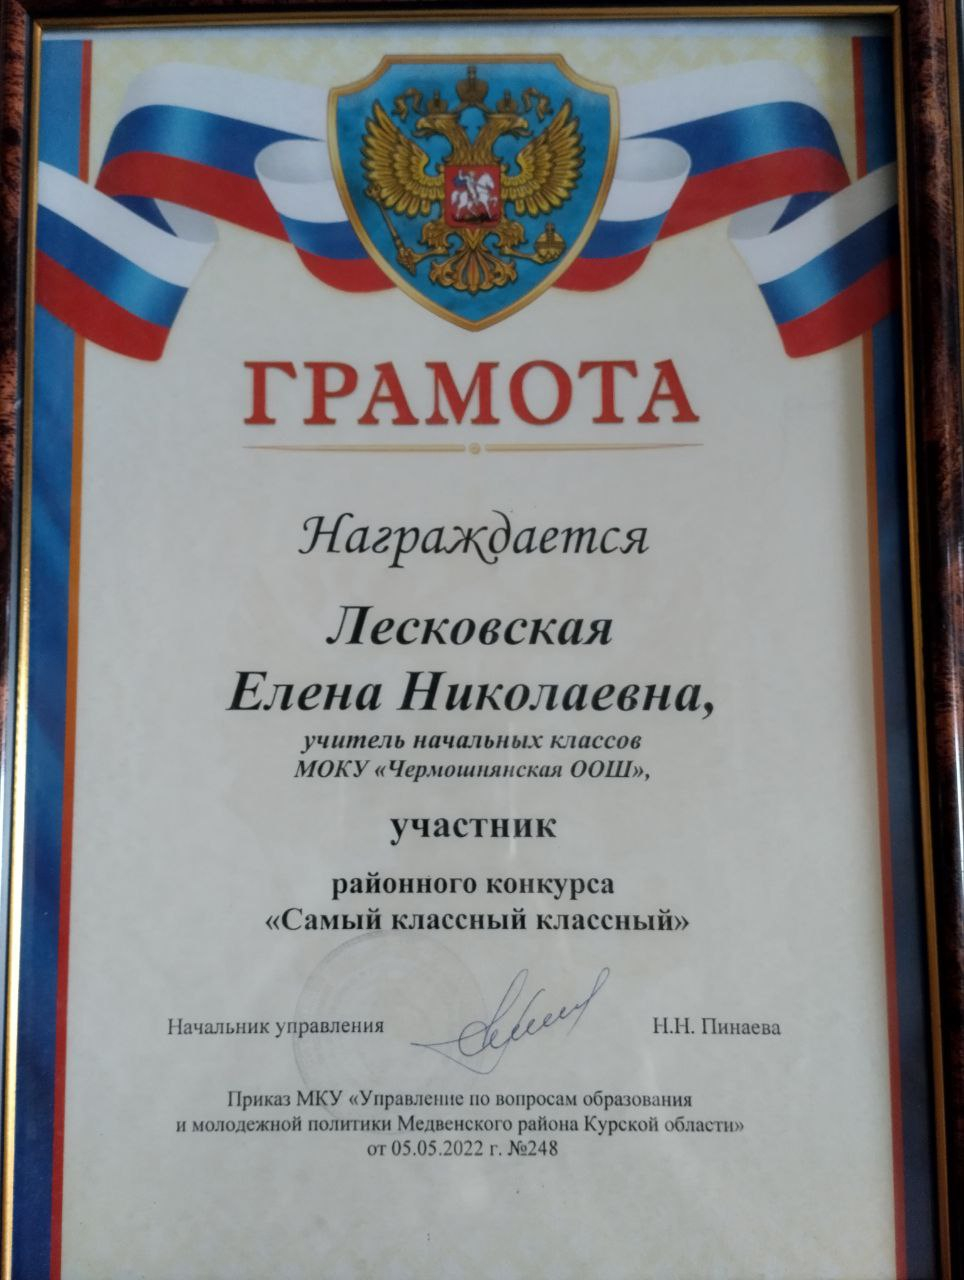 ГРАМОТА
Награждается
Лесковская
Елена Николаевна,
учитель начальных классов
МОКУ «Чермошнянская ООШ»,
участник
районного конкурса
«Самый классный классный»
Начальник управления Н.Н. Пинаева
Приказ МКУ «Управление по вопросам образования
и молодежной политики Медвенского района Курской области»
от 05.05.2022 г. №248